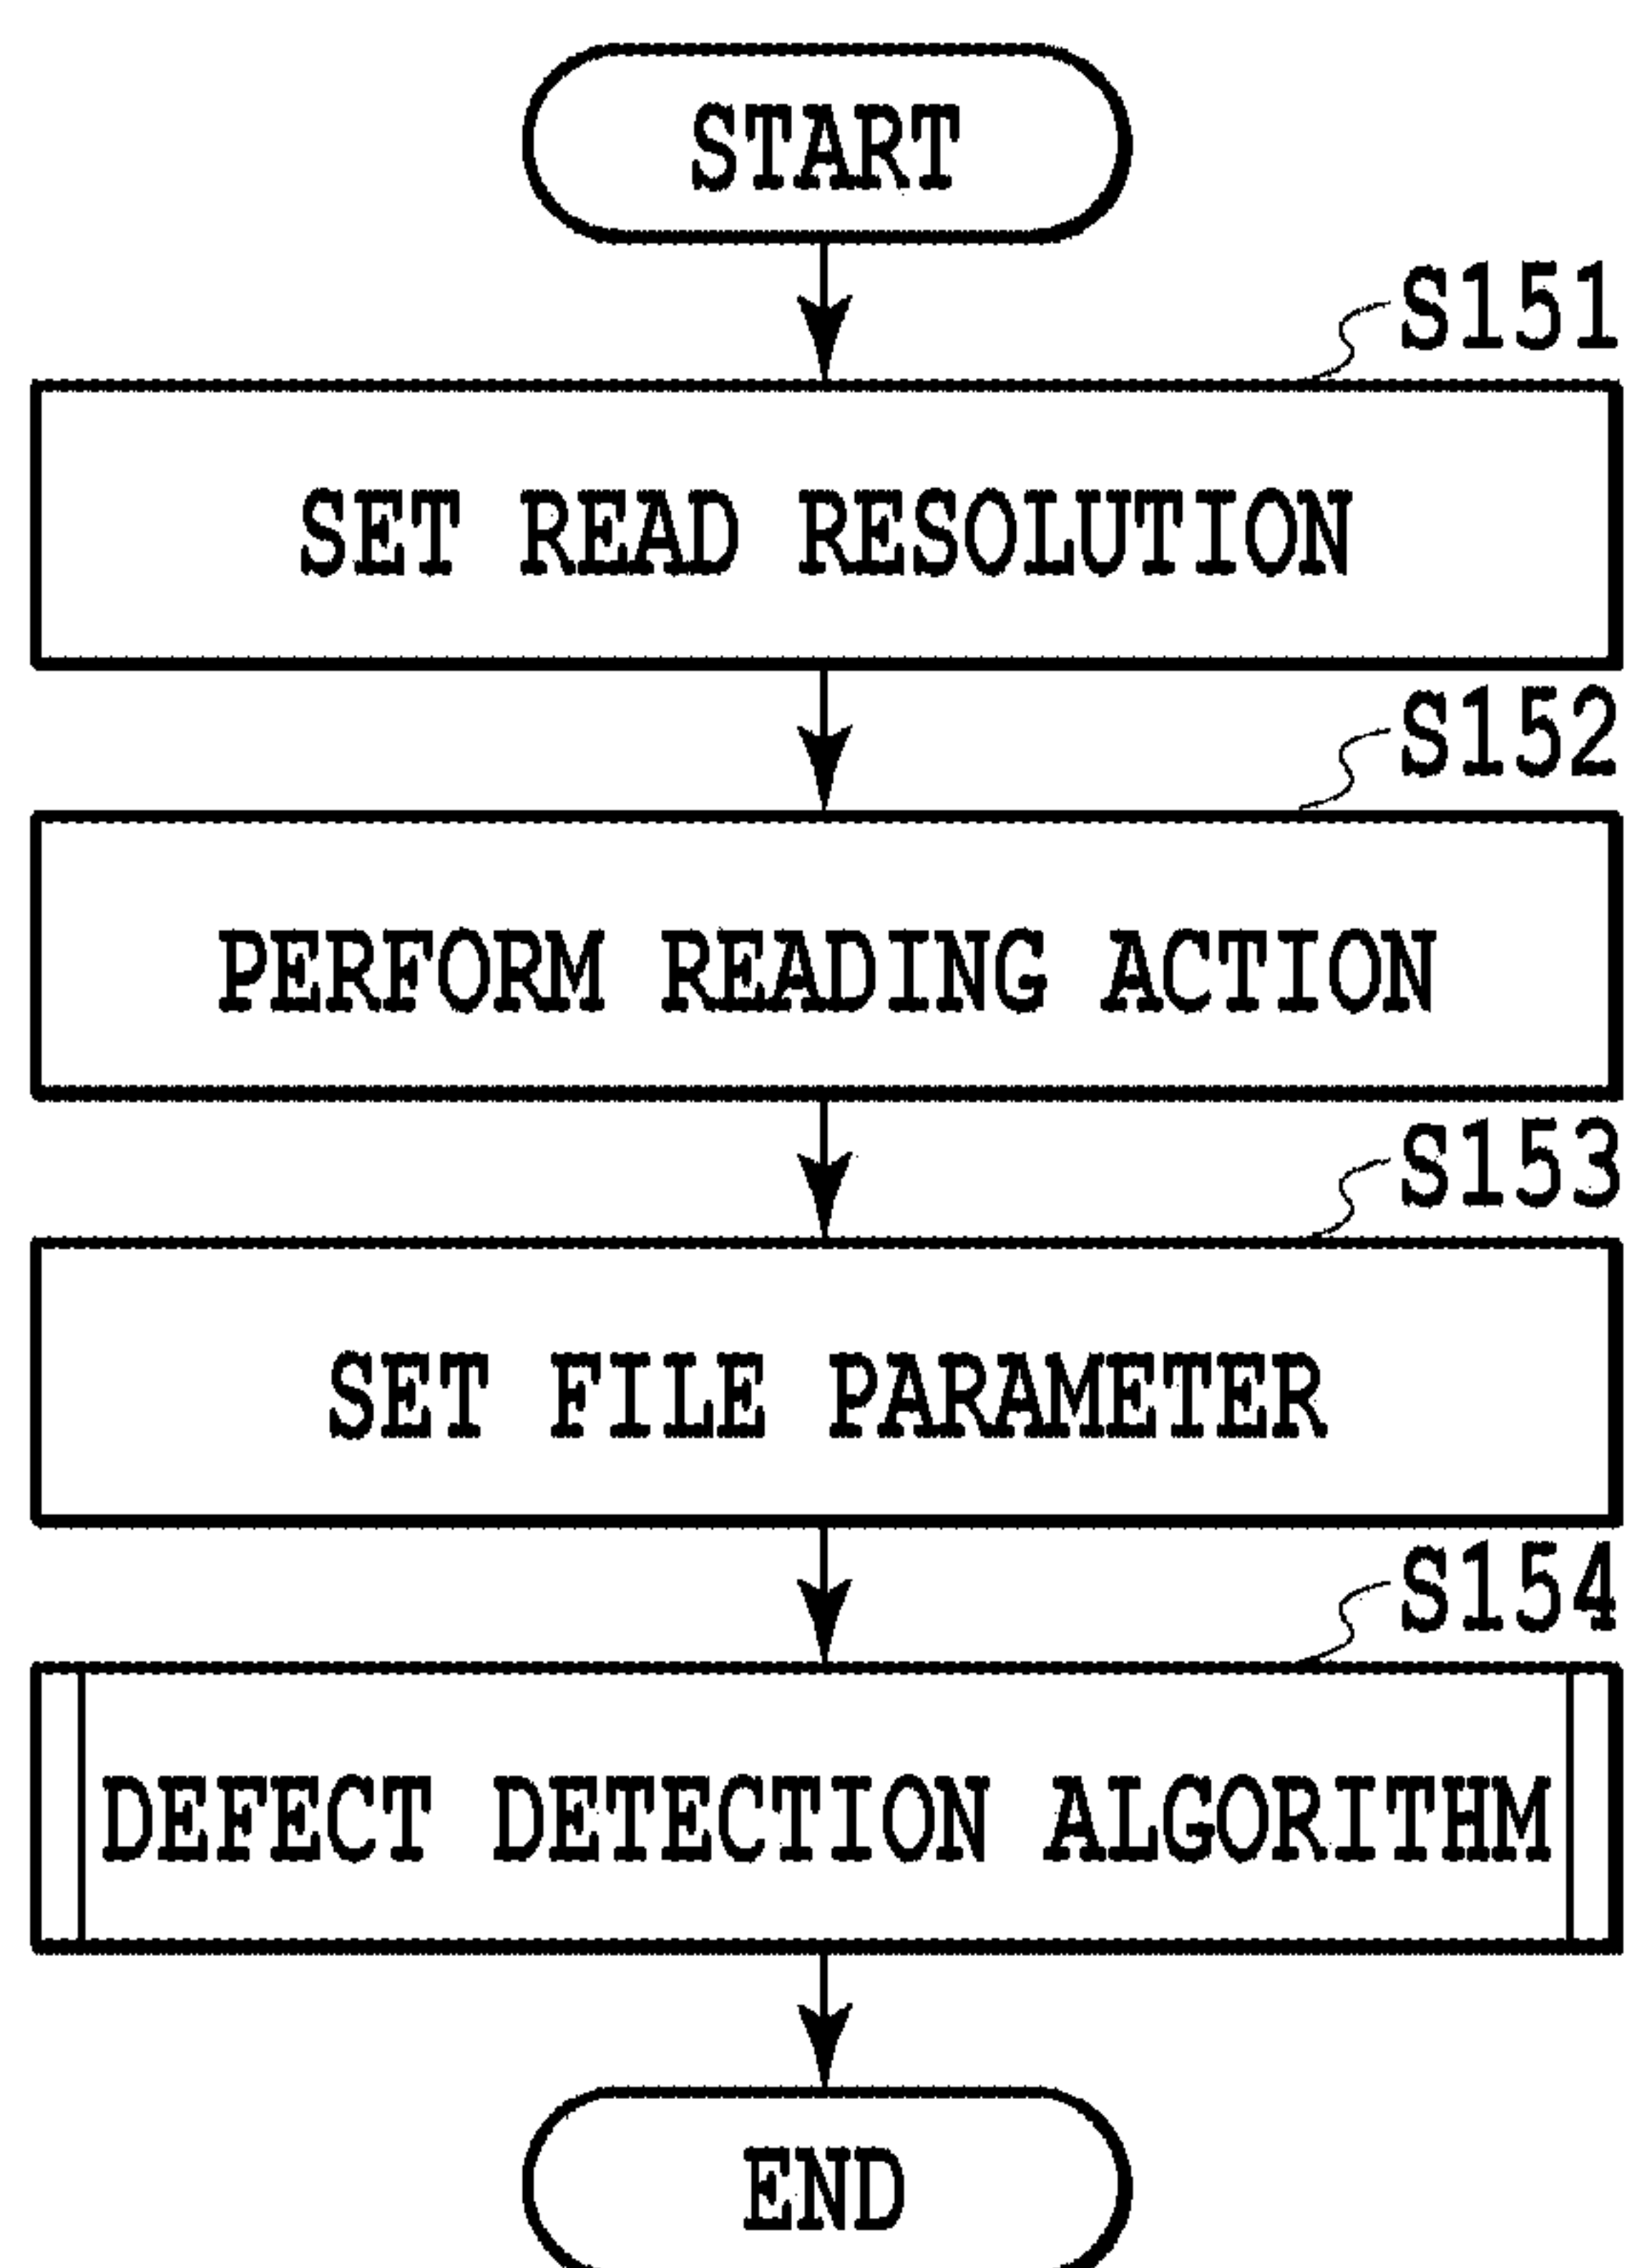 START
S151
SET READ RESOLUTION
S152
PERFORM READING ACTION
S153
SET FILE PARAMETER
S154
DEFECT DETECTION ALGORITHM
END